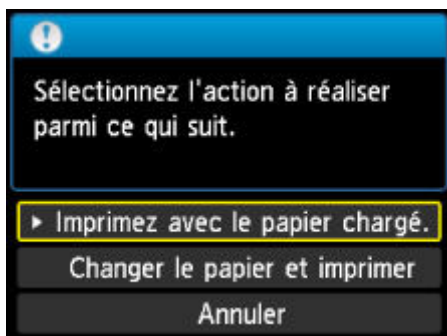 Sélectionnez l'action à réaliser
parmi ce qui suit.
Imprimez avec le papier chargé.
Changer le papier et imprimer
Annuler